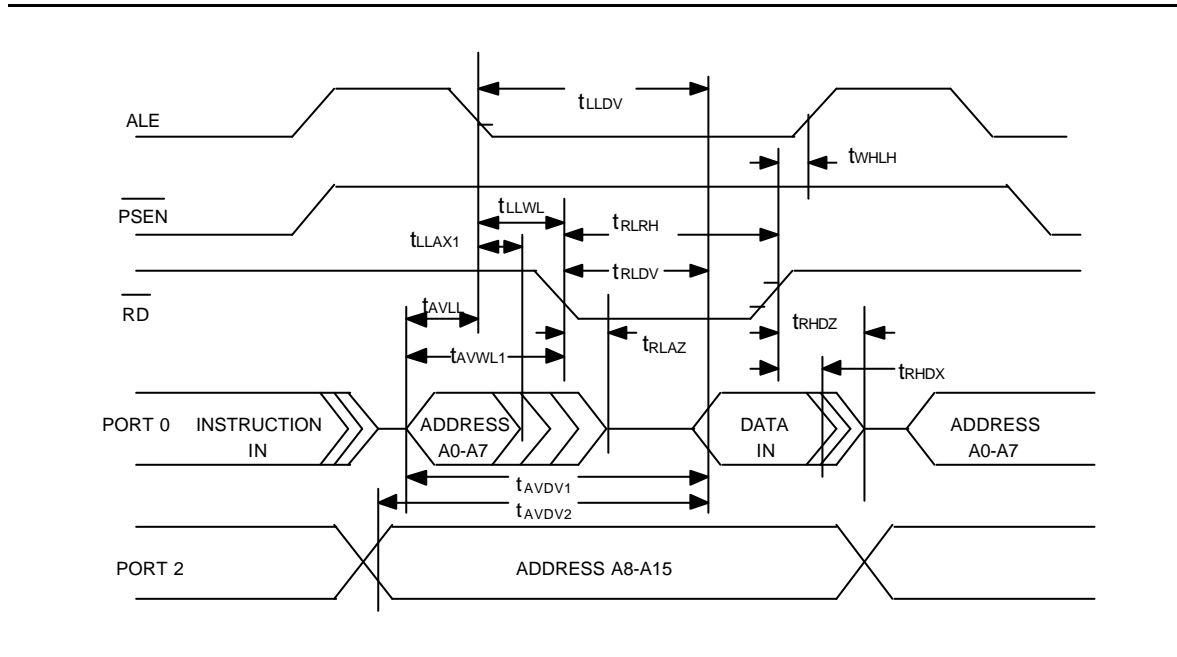 tLLDV
ALE
tWHLH
PSEN
tLLWL
tRLRH
tLLAX1
tRLDV
RD
tAVLL
tRHDZ
tRLAZ
tAVWL1
tRHDX
PORT 0
INSTRUCTION
IN
ADDRESS
A0-A7
DATA
IN
ADDRESS
A0-A7
tAVDV1
tAVDV2
PORT 2
ADDRESS A8-A15